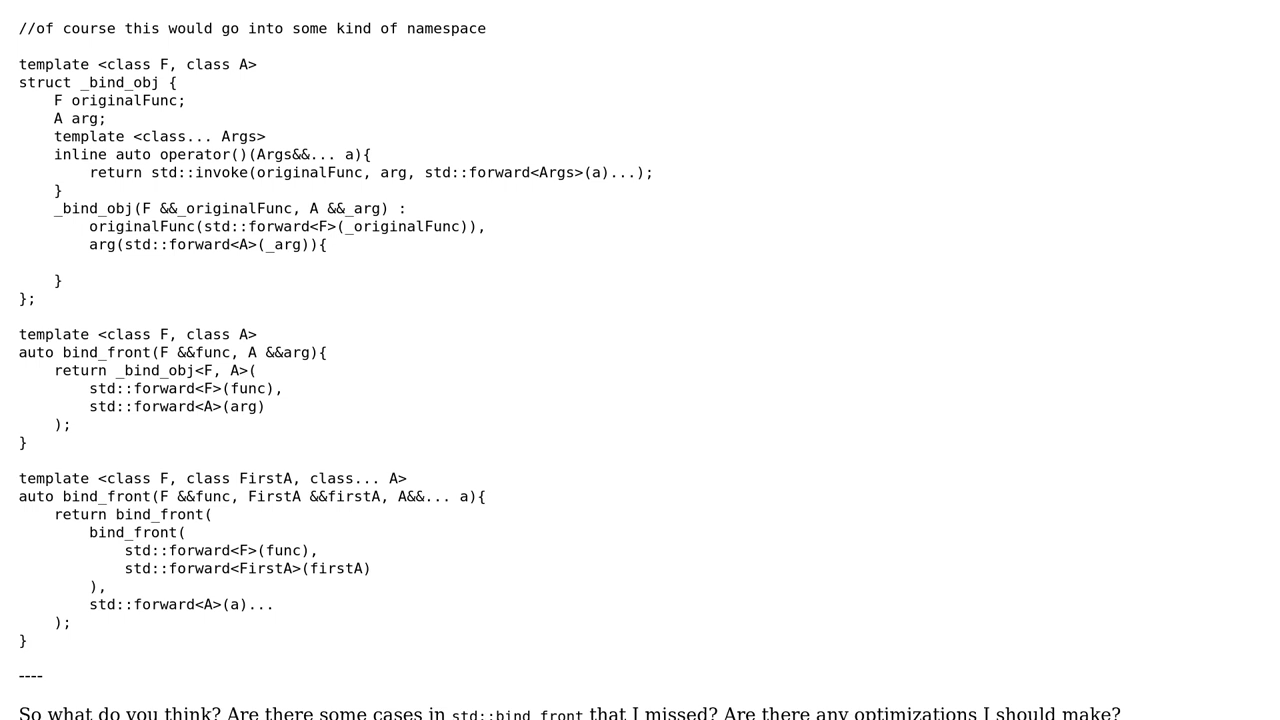 //of course this would go into some kind of namespace
template <class F, class A>
struct _bind_obj {
    F originalFunc;
    A arg;
    template <class... Args>
    inline auto operator()(Args&&... a){
        return std::invoke(originalFunc, arg, std::forward<Args>(a)...);
    }
    _bind_obj(F &&_originalFunc, A &&_arg) :
        originalFunc(std::forward<F>(_originalFunc)),
        arg(std::forward<A>(_arg)){
    }
};
template <class F, class A>
auto bind_front(F &&func, A &&arg){
    return _bind_obj<F, A>(
        std::forward<F>(func),
        std::forward<A>(arg)
    );
}
template <class F, class FirstA, class... A>
auto bind_front(F &&func, FirstA &&firstA, A&&... a){
    return bind_front(
        bind_front(
            std::forward<F>(func),
            std::forward<FirstA>(firstA)
        ),
        std::forward<A>(a)...
    );
}
----
So what do you think? Are there some cases in std::bind_front that I missed? Are there any optimizations I should make?